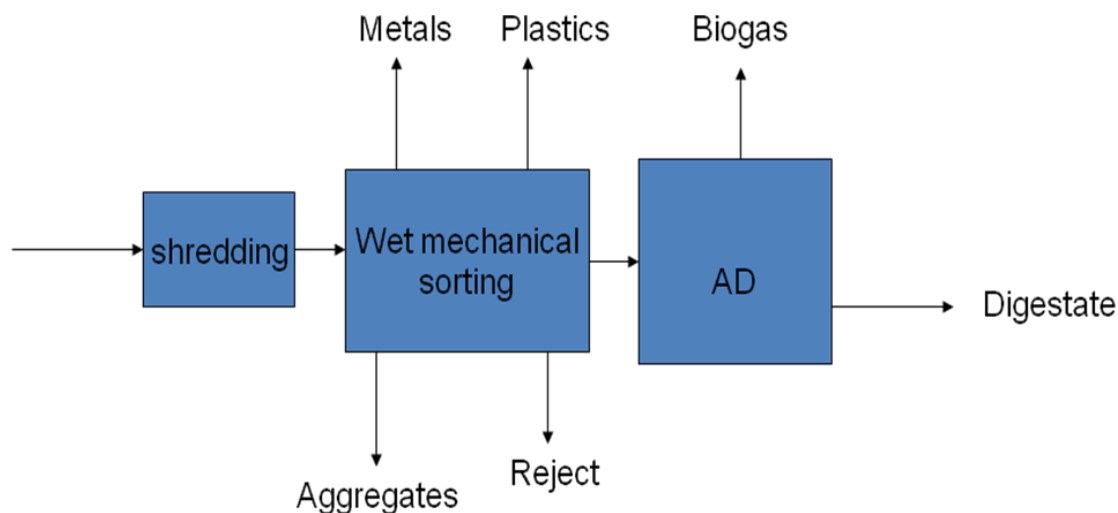 Metals
Plastics
Biogas
shredding
Wet mechanical
sorting
AD
Digestate
Aggregates
Reject